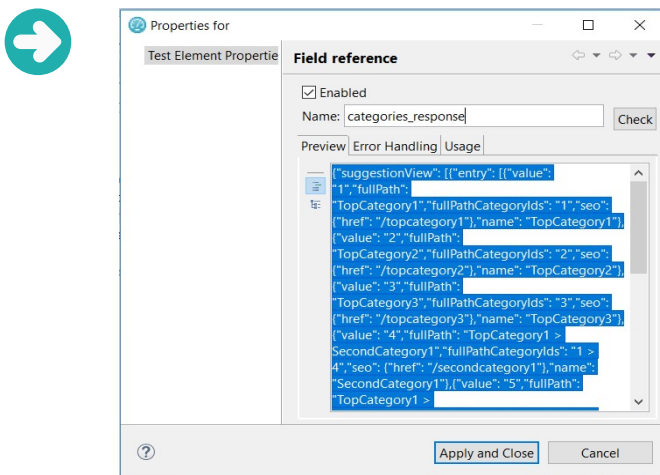 Properties for
Test Element Propertie
Field reference
Enabled
Name: categories_response
Check
Preview Error Handling Usage
{"suggestionView": [{"entry": [{"value":
"1","fullPath":
"TopCategory1","fullPathCategoryIds": "1","seo":
{"href": "/topcategory1"},"name": "TopCategory1"},
{"value": "2","fullPath":
"TopCategory2","fullPathCategoryIds": "2","seo":
{"href": "/topcategory2"},"name": "TopCategory2"},
{"value": "3","fullPath":
"TopCategory3","fullPathCategoryIds": "3","seo":
{"href": "/topcategory3"},"name": "TopCategory3"},
{"value": "4","fullPath": "TopCategory1 >
SecondCategory1","fullPathCategoryIds": "1 >
4","seo": {"href": "/secondcategory1"},"name":
"SecondCategory1"},{"value": "5","fullPath":
"TopCategory1 >
?
Apply and Close
Cancel